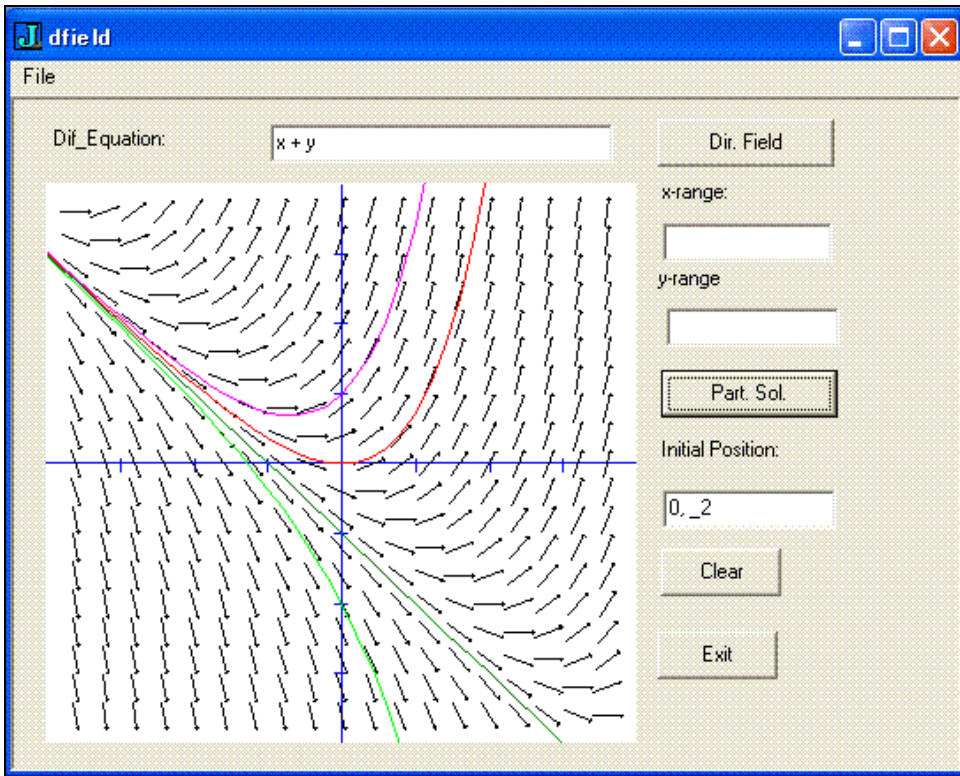 dfield
File
Dif_Equation:
x + y
Dir. Field
x-range:
y-range
Part. Sol.
Initial Position:
0, _2
Clear
Exit